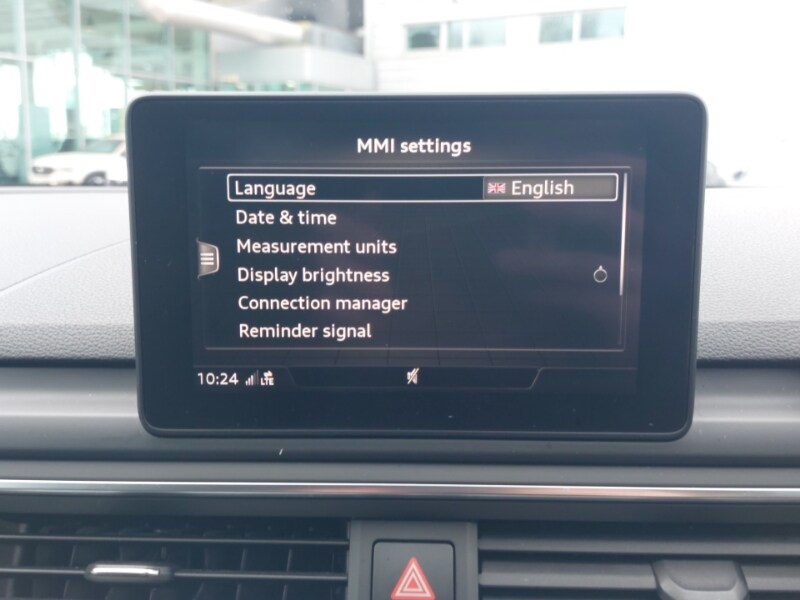 MMI settings
Language English
Date & time
Measurement units
Display brightness
Connection manager
Reminder signal
10:24 LTE